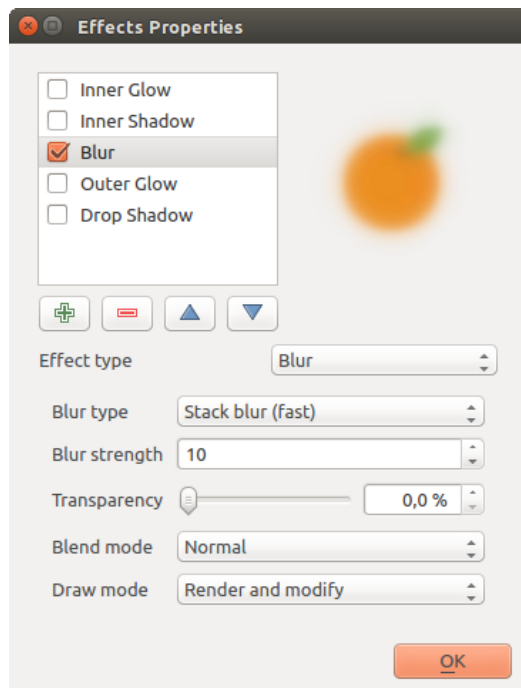 Effects Properties
Inner Glow
Inner Shadow
Blur
Outer Glow
Drop Shadow
Effect type Blur
Blur type Stack blur (fast)
Blur strength 10
Transparency 0,0 %
Blend mode Normal
Draw mode Render and modify
OK